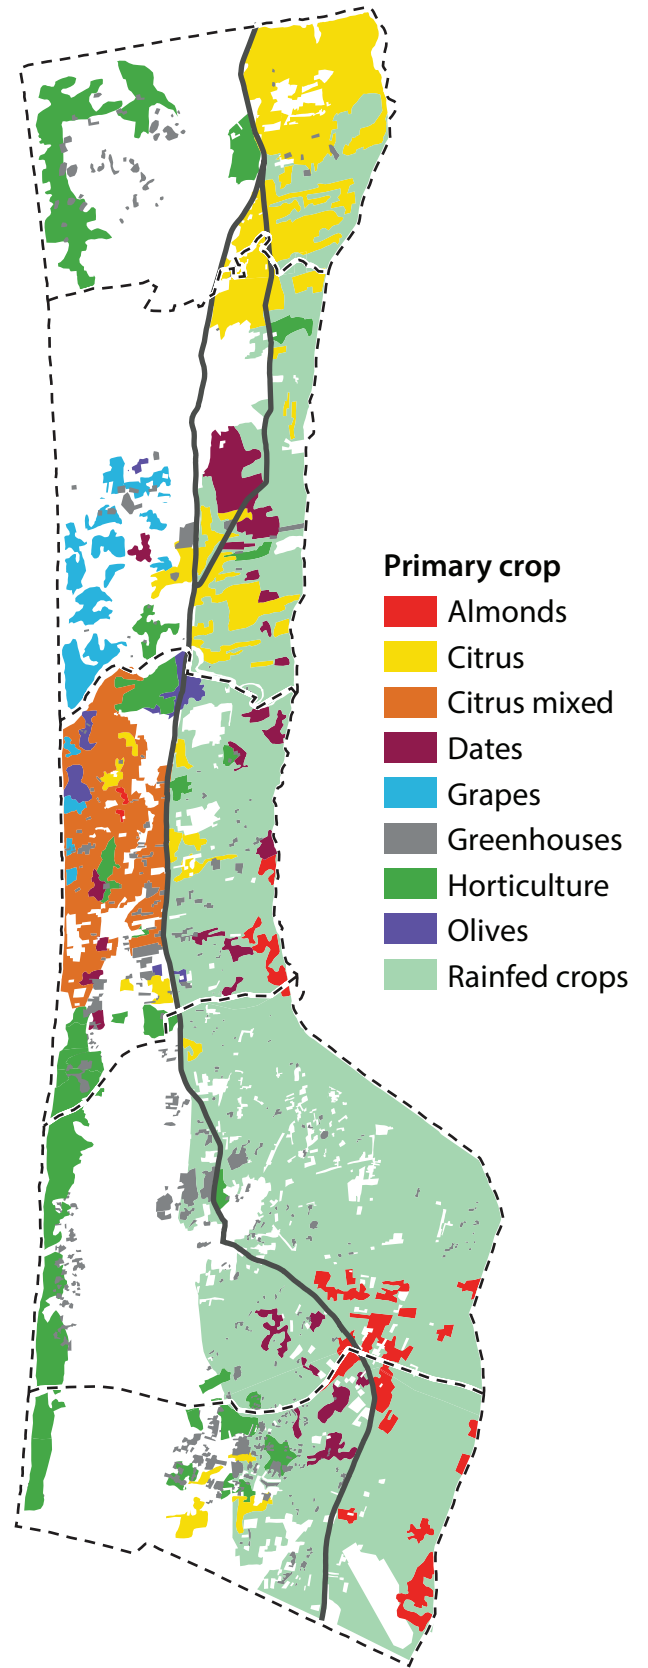 Primary crop
Almonds
Citrus
Citrus mixed
Dates
Grapes
Greenhouses
Horticulture
Olives
Rainfed crops